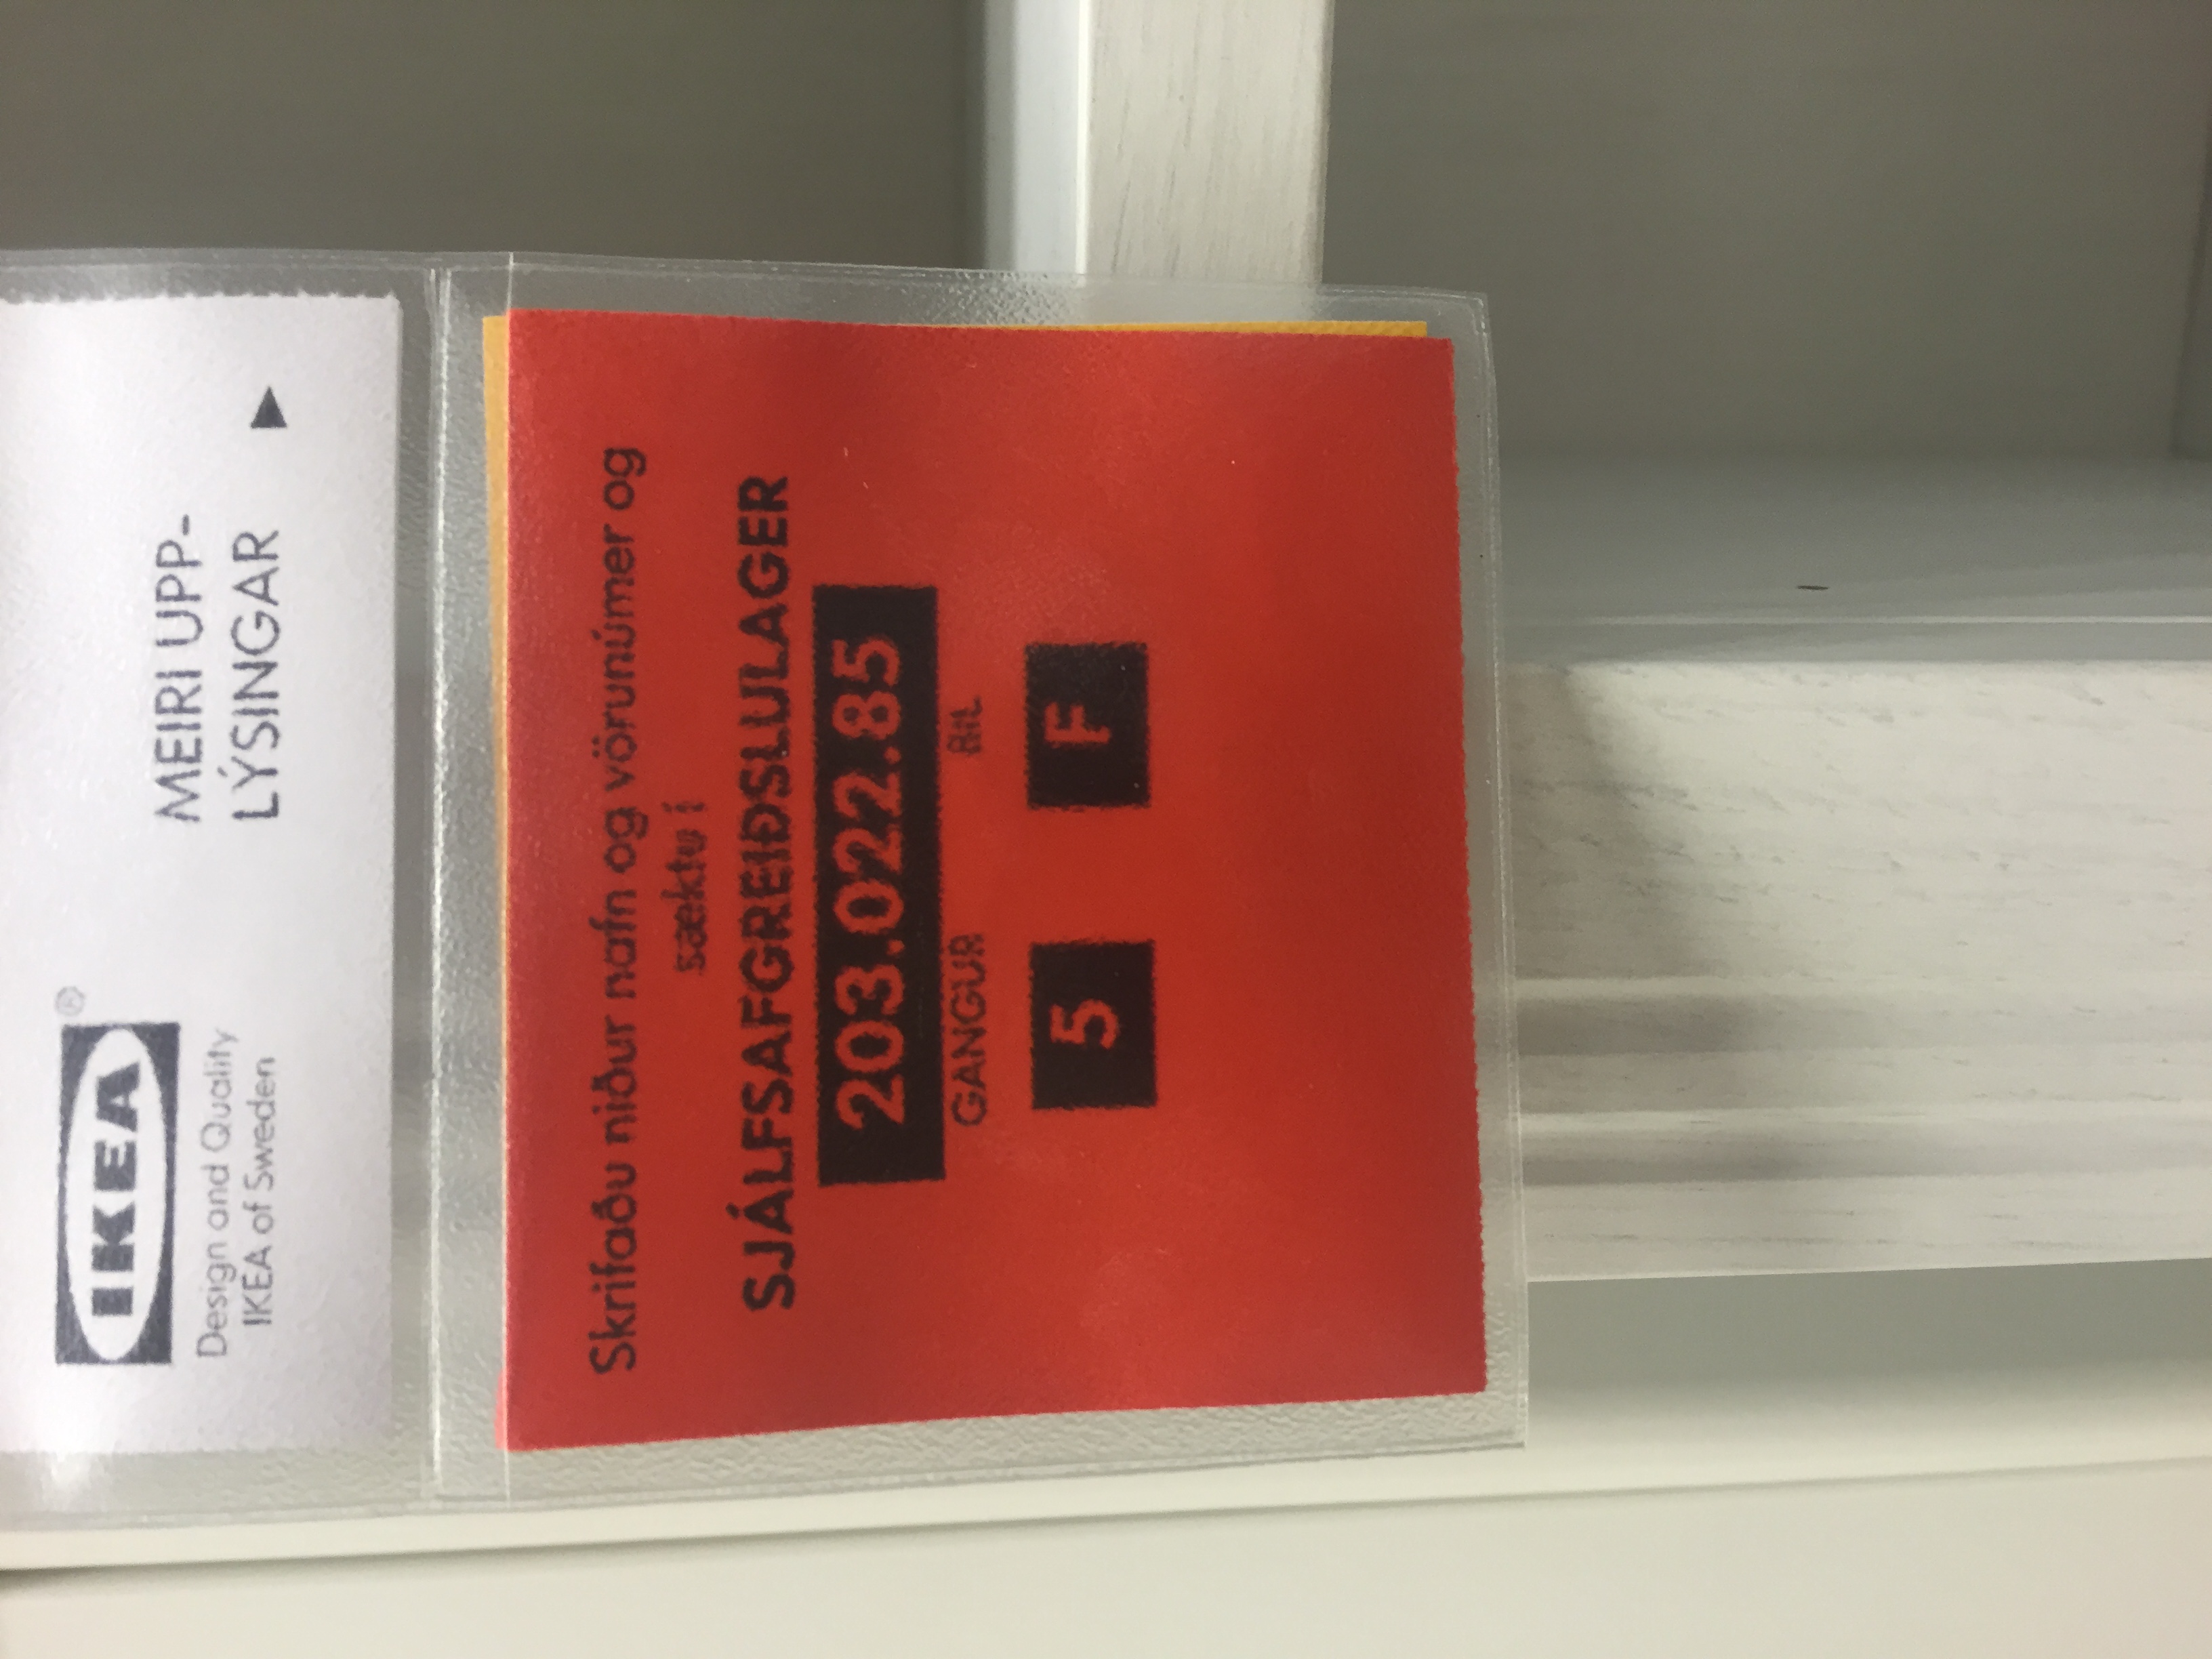 IKEA®
Design and Quality
IKEA of Sweden
MEIRI UPP-
LÝSINGAR ▶
Skrifaðu niður nafn og vörunúmer og
sæktu í
SJÁLFSAFGREIÐSLULAGER
203.022.85
GANGUR BIL
5 F